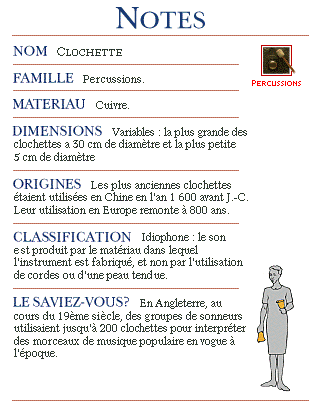 NOTES
NOM CLOCHETTE
PERCUSSIONS
FAMILLE Percussions.
MATERIAU Cuivre.
DIMENSIONS Variables : la plus grande des
clochettes a 30 cm de diamètre et la plus petite
5 cm de diamètre
ORIGINES Les plus anciennes clochettes
étaient utilisées en Chine en l'an 1 600 avant J.-C.
Leur utilisation en Europe remonte à 800 ans.
CLASSIFICATION Idiophone : le son
est produit par le matériau dans lequel
l'instrument est fabriqué, et non par l'utilisation
de cordes ou d'une peau tendue.
LE SAVIEZ-VOUS? En Angleterre, au
cours du 19ème siècle, des groupes de sonneurs
utilisaient jusqu'à 200 clochettes pour interpréter
des morceaux de musique populaire en vogue à
l'époque.